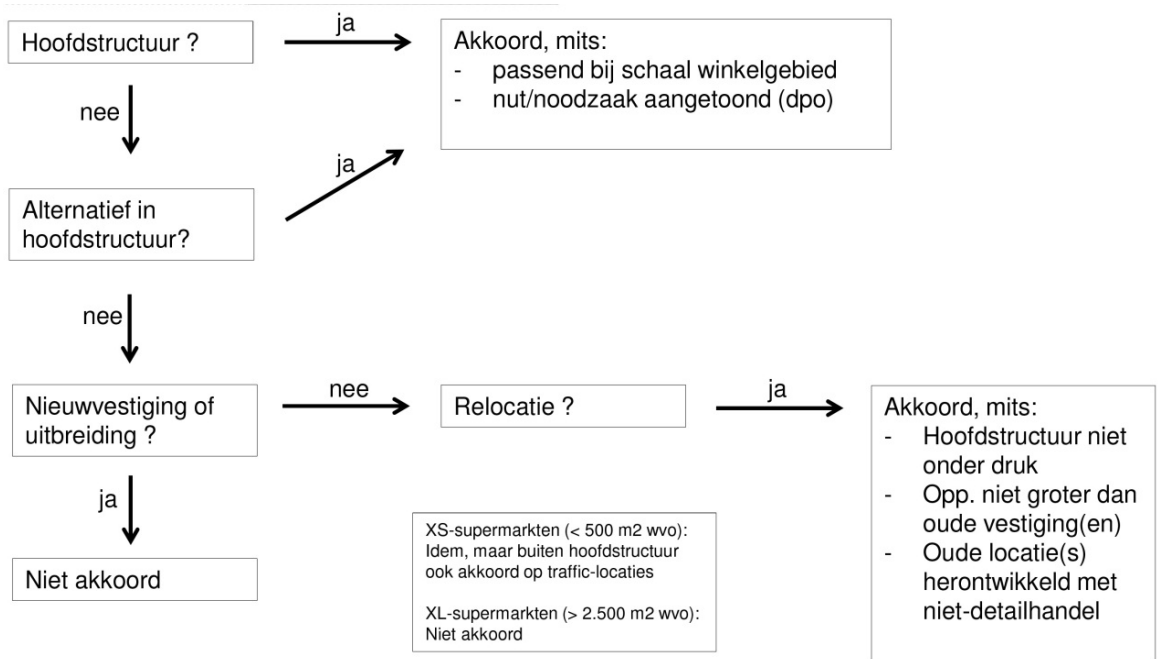 Hoofdstructuur ?
ja
Akkoord, mits:
- passend bij schaal winkelgebied
- nut/noodzaak aangetoond (dpo)
nee
ja
Alternatief in
hoofdstructuur?
nee
Nieuwvestiging of
uitbreiding ?
nee
Relocatie ?
ja
Akkoord, mits:
- Hoofdstructuur niet
onder druk
- Opp. niet groter dan
oude vestiging(en)
- Oude locatie(s)
herontwikkeld met
niet-detailhandel
ja
Niet akkoord
XS-supermarkten (< 500 m2 wvo):
Idem, maar buiten hoofdstructuur
ook akkoord op traffic-locaties
XL-supermarkten (> 2.500 m2 wvo):
Niet akkoord